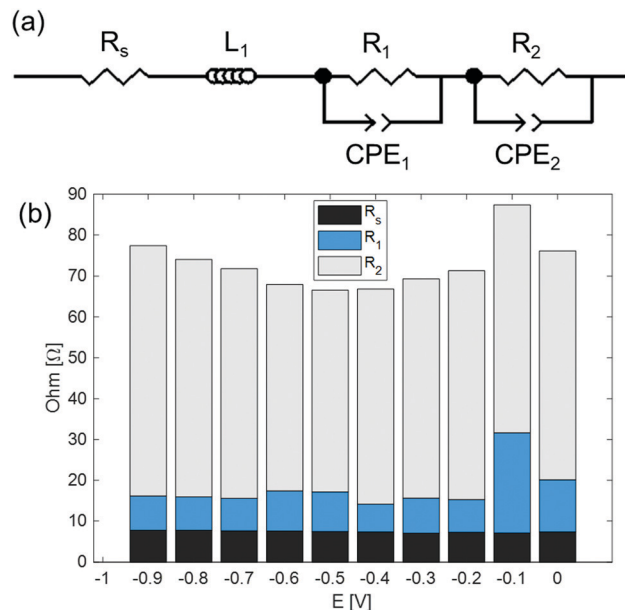 (a)
Rs L1 R1 R2
CPE1 CPE2
(b)
90
80
70
60
50
40
30
20
10
0
Ohm [Ω]
Rs
R1
R2
-1 -0.9 -0.8 -0.7 -0.6 -0.5 -0.4 -0.3 -0.2 -0.1 0
E [V]